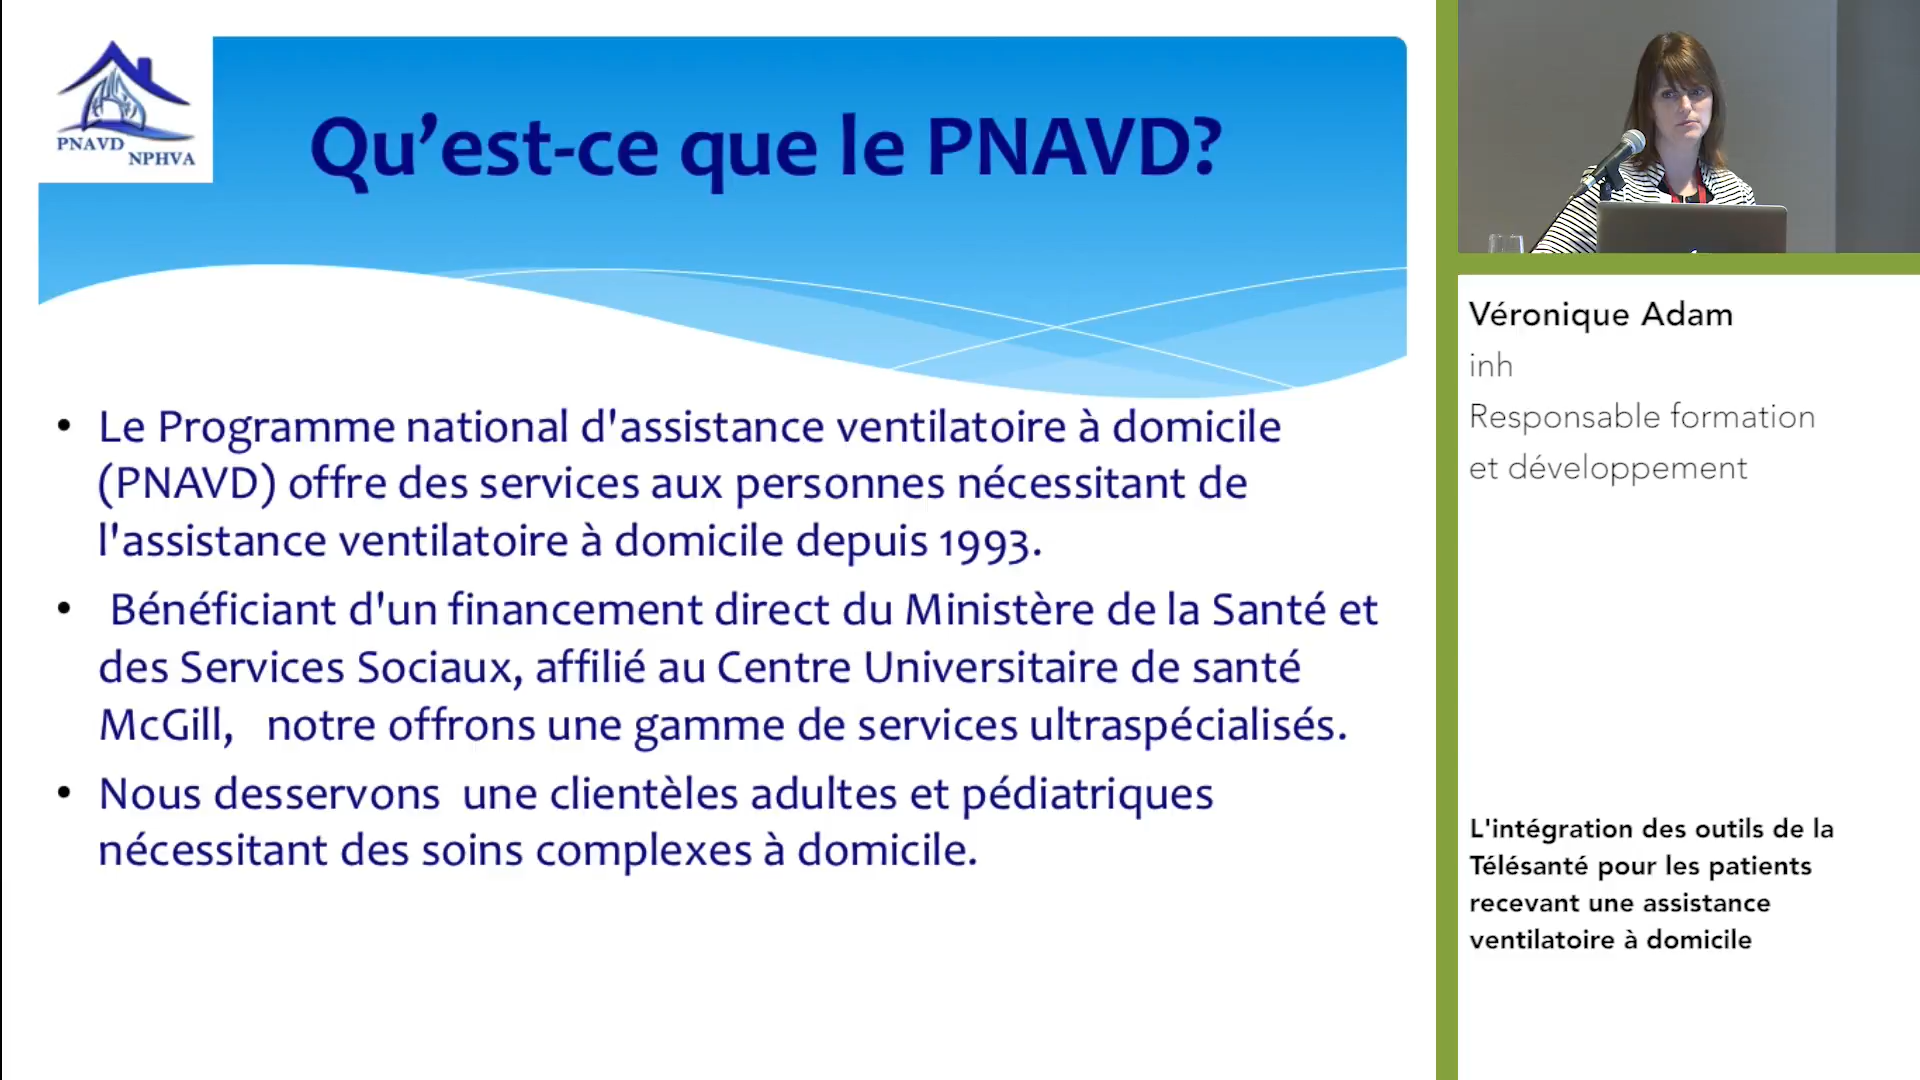 PNAVD
NPHVA
Qu’est-ce que le PNAVD?
• Le Programme national d'assistance ventilatoire à domicile
(PNAVD) offre des services aux personnes nécessitant de
l'assistance ventilatoire à domicile depuis 1993.
• Bénéficiant d'un financement direct du Ministère de la Santé et
des Services Sociaux, affilié au Centre Universitaire de santé
McGill, notre offrons une gamme de services ultraspécialisés.
• Nous desservons une clientèles adultes et pédiatriques
nécessitant des soins complexes à domicile.
Véronique Adam
inh
Responsable formation
et développement
L'intégration des outils de la
Télésanté pour les patients
recevant une assistance
ventilatoire à domicile